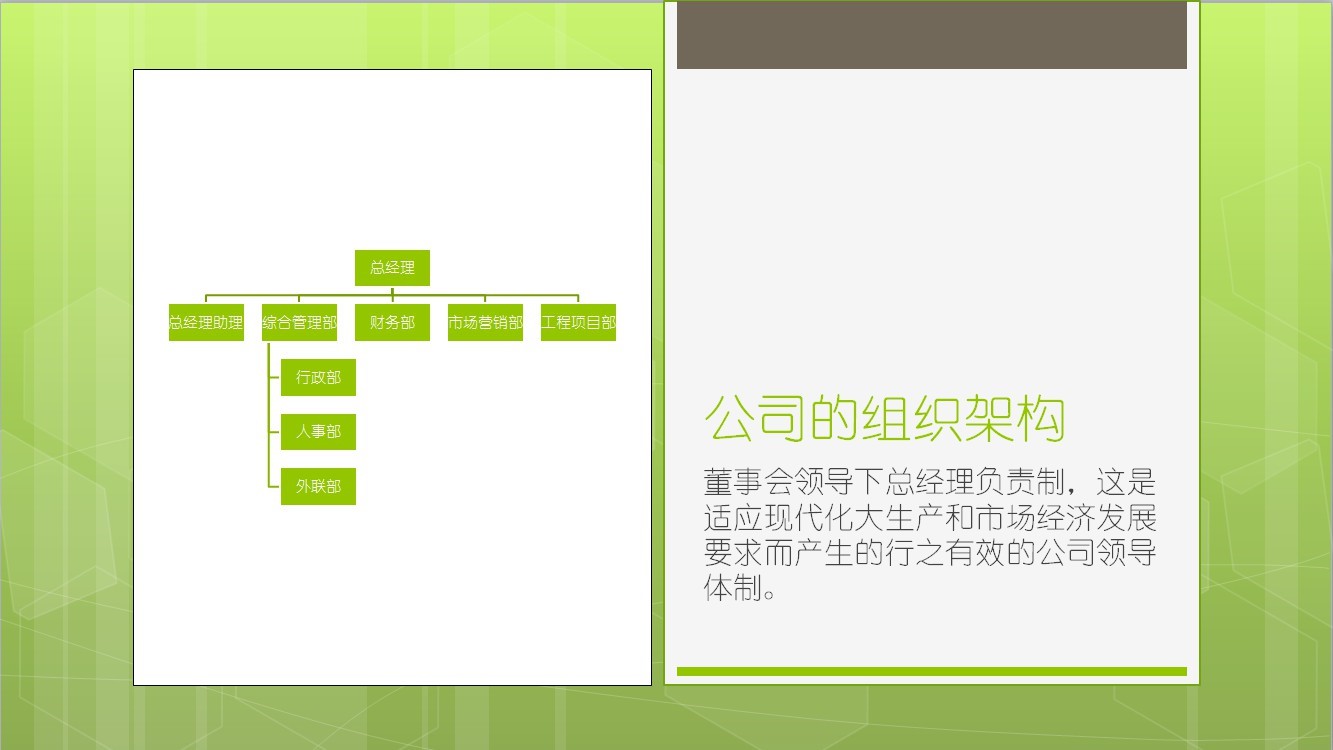 总经理
总经理助理
综合管理部
财务部
市场营销部
工程项目部
行政部
人事部
外联部
公司的组织架构
董事会领导下总经理负责制，这是
适应现代化大生产和市场经济发展
要求而产生的行之有效的公司领导
体制。